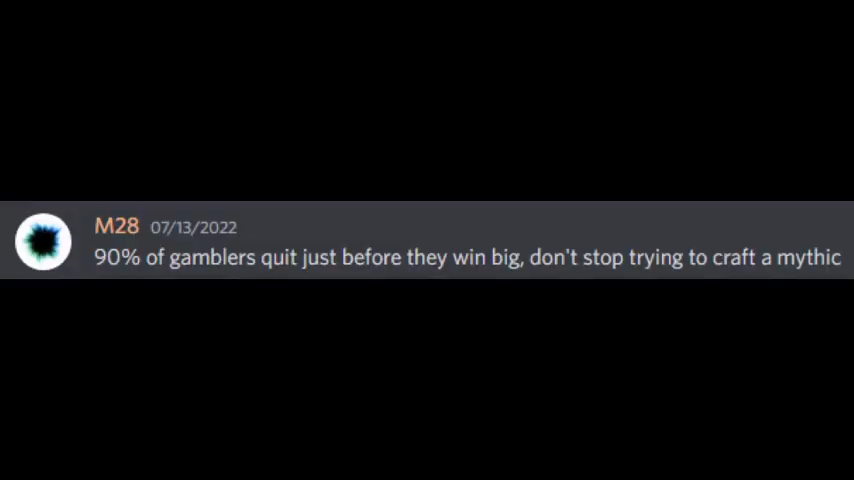 M28 07/13/2022
90% of gamblers quit just before they win big, don't stop trying to craft a mythic